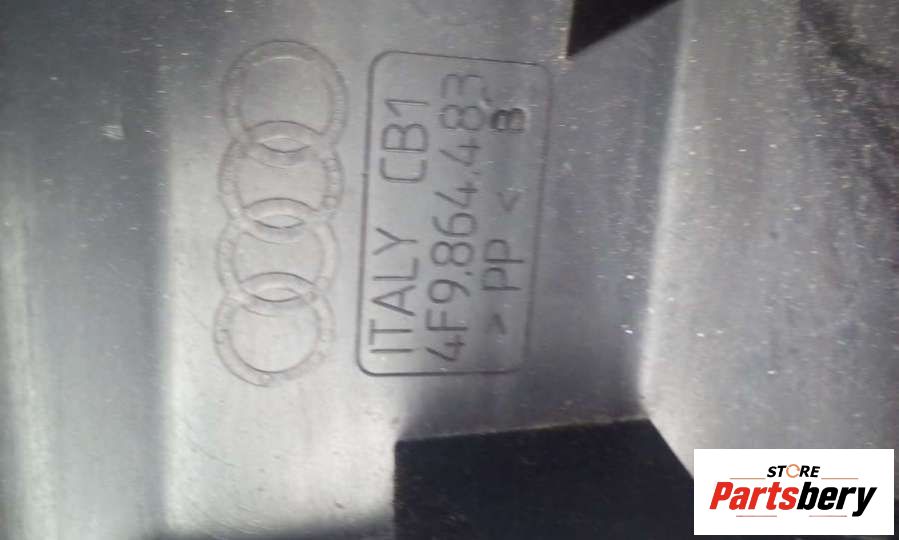 ITALY CB1
4F9.864.483
> PP < B
STORE
Partsbery